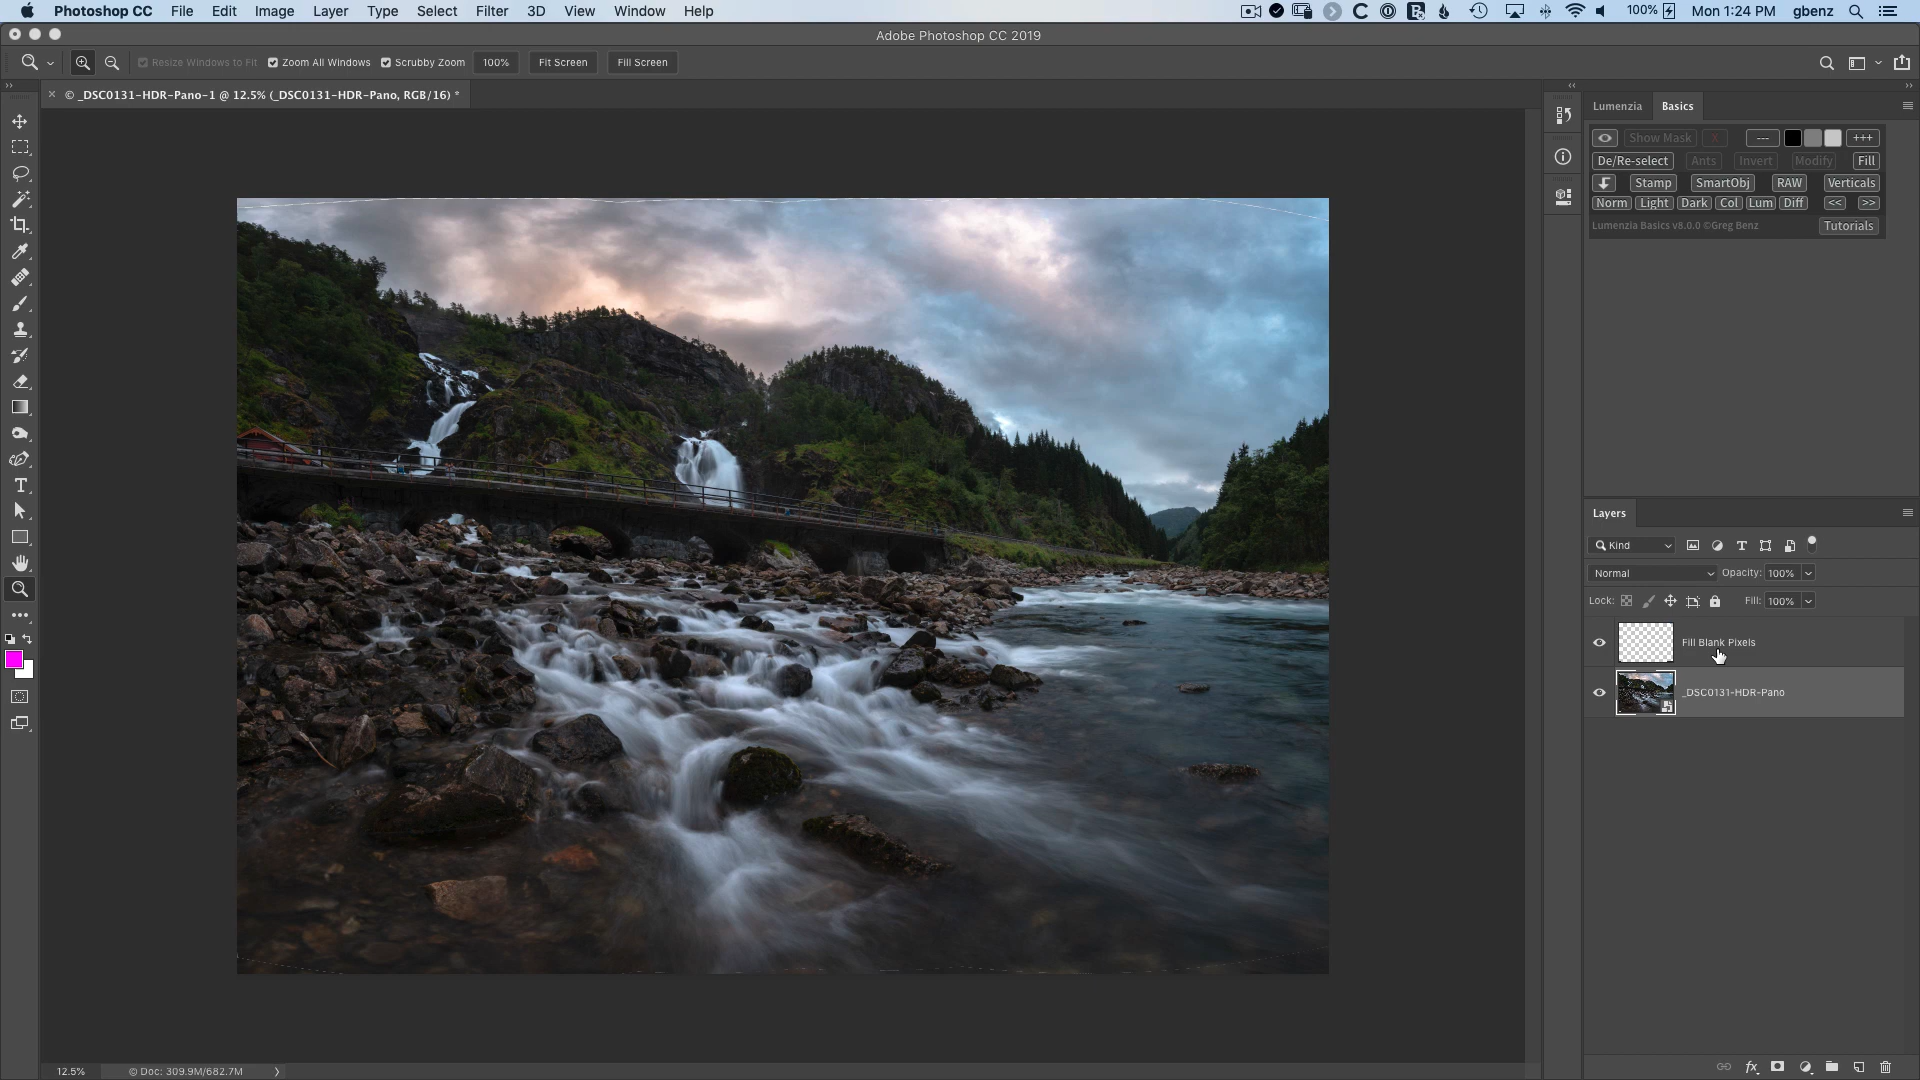 Photoshop CC File Edit Image Layer Type Select Filter 3D View Window Help 100% Mon 1:24 PM gbenz
Adobe Photoshop CC 2019
Resize Windows to Fit Zoom All Windows Scrubby Zoom 100% Fit Screen Fill Screen
× © _DSC0131-HDR-Pano-1 @ 12.5% (_DSC0131-HDR-Pano, RGB/16) *
Lumenzia Basics
Show Mask X --- +++
De/Re-select Ants Invert Modify Fill
Stamp SmartObj RAW Verticals
Norm Light Dark Col Lum Diff << >>
Lumenzia Basics v8.0.0 ©Greg Benz Tutorials
Layers
Kind
Normal Opacity: 100%
Lock: Fill: 100%
Fill Blank Pixels
_DSC0131-HDR-Pano
12.5% © Doc: 309.9M/682.7M